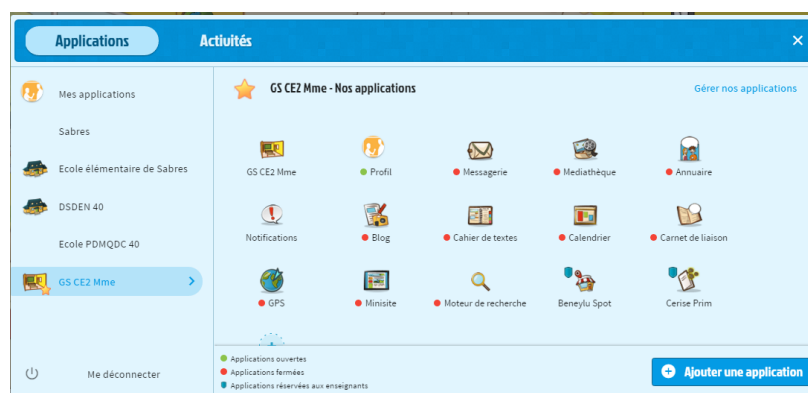 Applications
Activités
×
Mes applications
Sabres
Ecole élémentaire de Sabres
DSDEN 40
Ecole PDMQDC 40
GS CE2 Mme
Me déconnecter
GS CE2 Mme - Nos applications
Gérer nos applications
GS CE2 Mme
Profil
Messagerie
Mediathèque
Annuaire
Notifications
Blog
Cahier de textes
Calendrier
Carnet de liaison
GPS
Minisite
Moteur de recherche
Beneylu Spot
Cerise Prim
Applications ouvertes
Applications fermées
Applications réservées aux enseignants
Ajouter une application